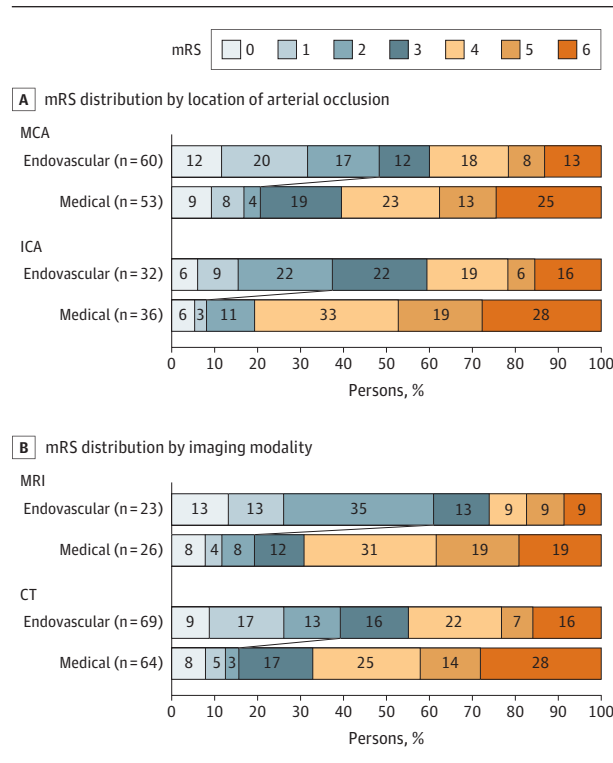 mRS 0 1 2 3 4 5 6
A mRS distribution by location of arterial occlusion
MCA
Endovascular (n = 60) 12 20 17 12 18 8 13
Medical (n = 53) 9 8 4 19 23 13 25
ICA
Endovascular (n = 32) 6 9 22 22 19 6 16
Medical (n = 36) 6 3 11 33 19 28
0 10 20 30 40 50 60 70 80 90 100
Persons, %
B mRS distribution by imaging modality
MRI
Endovascular (n = 23) 13 13 35 13 9 9 9
Medical (n = 26) 8 4 8 12 31 19 19
CT
Endovascular (n = 69) 9 17 13 16 22 7 16
Medical (n = 64) 8 5 3 17 25 14 28
0 10 20 30 40 50 60 70 80 90 100
Persons, %